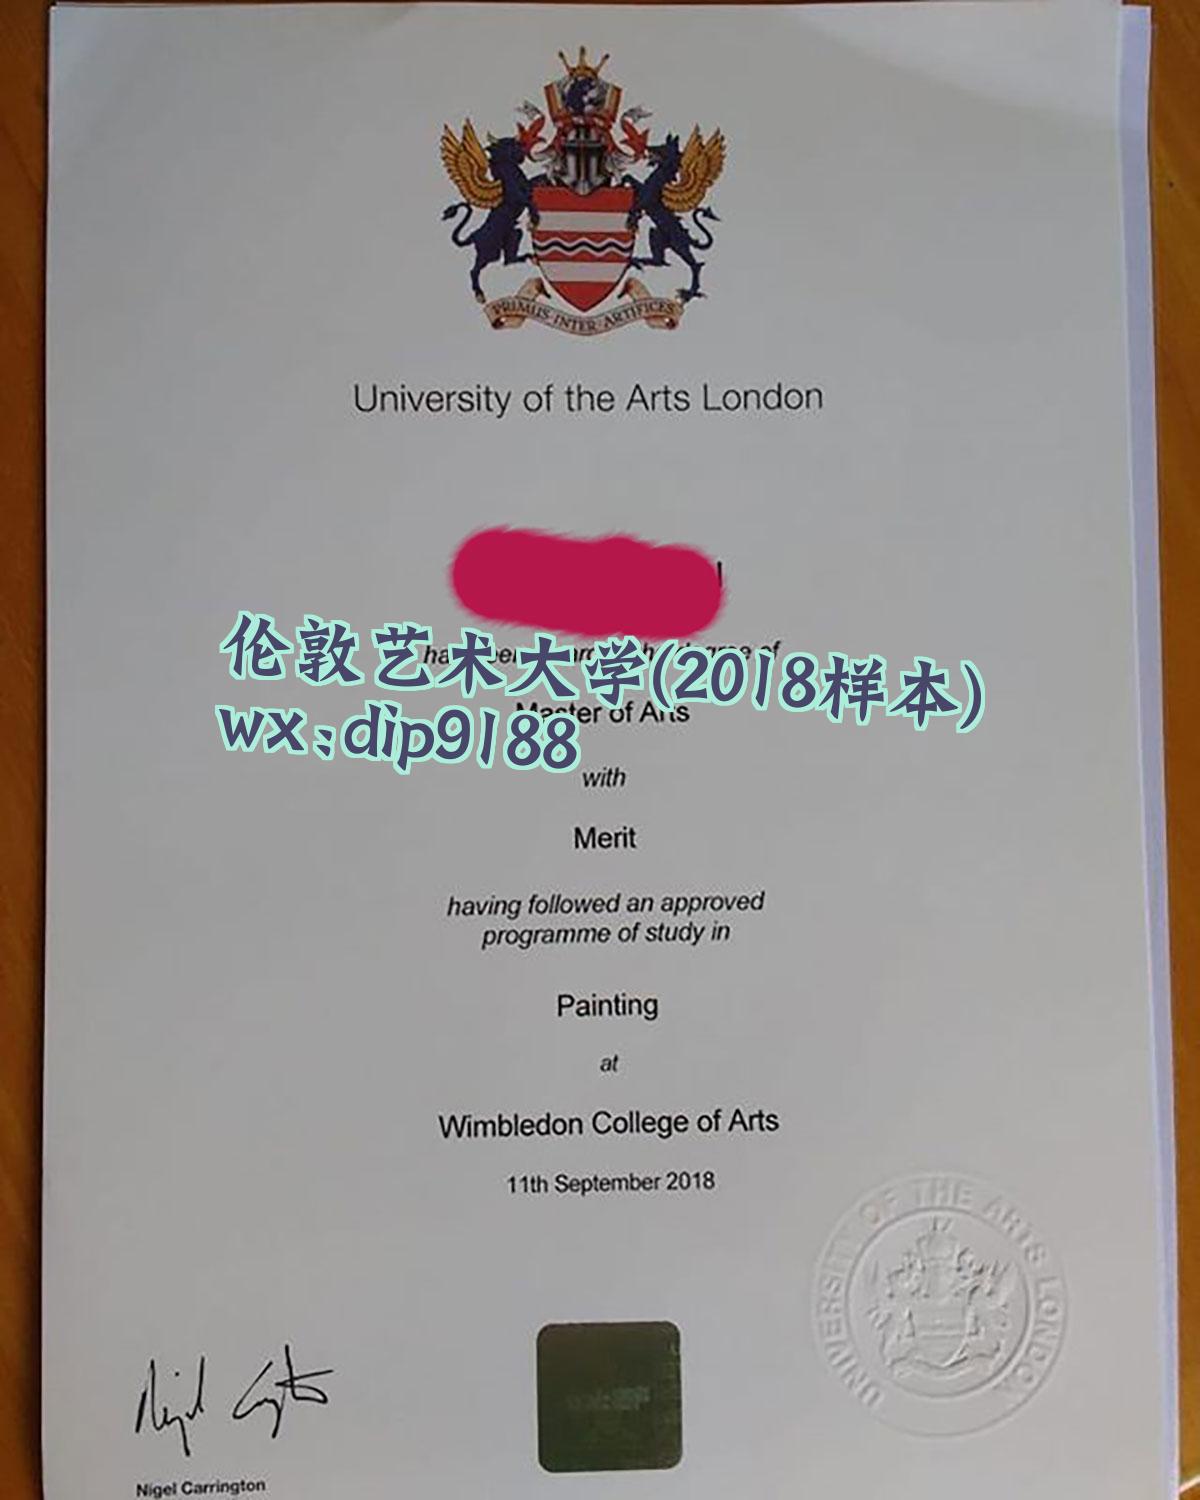 PRIMUS INTER ARTIFICES
University of the Arts London
伦敦艺术大学(2018样本)
wx:dip9188
degree of
Master of Arts
with
Merit
having followed an approved
programme of study in
Painting
at
Wimbledon College of Arts
11th September 2018
UNIVERSITY OF THE ARTS LONDON
Nigel Carrington